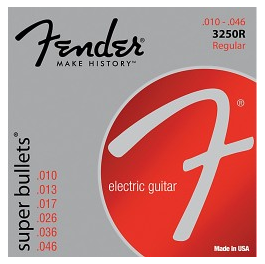 Fender®
MAKE HISTORY™
.010 - .046
3250R
Regular
super bullets®
.010
.013
.017
.026
.036
.046
F®
electric guitar
Made In USA